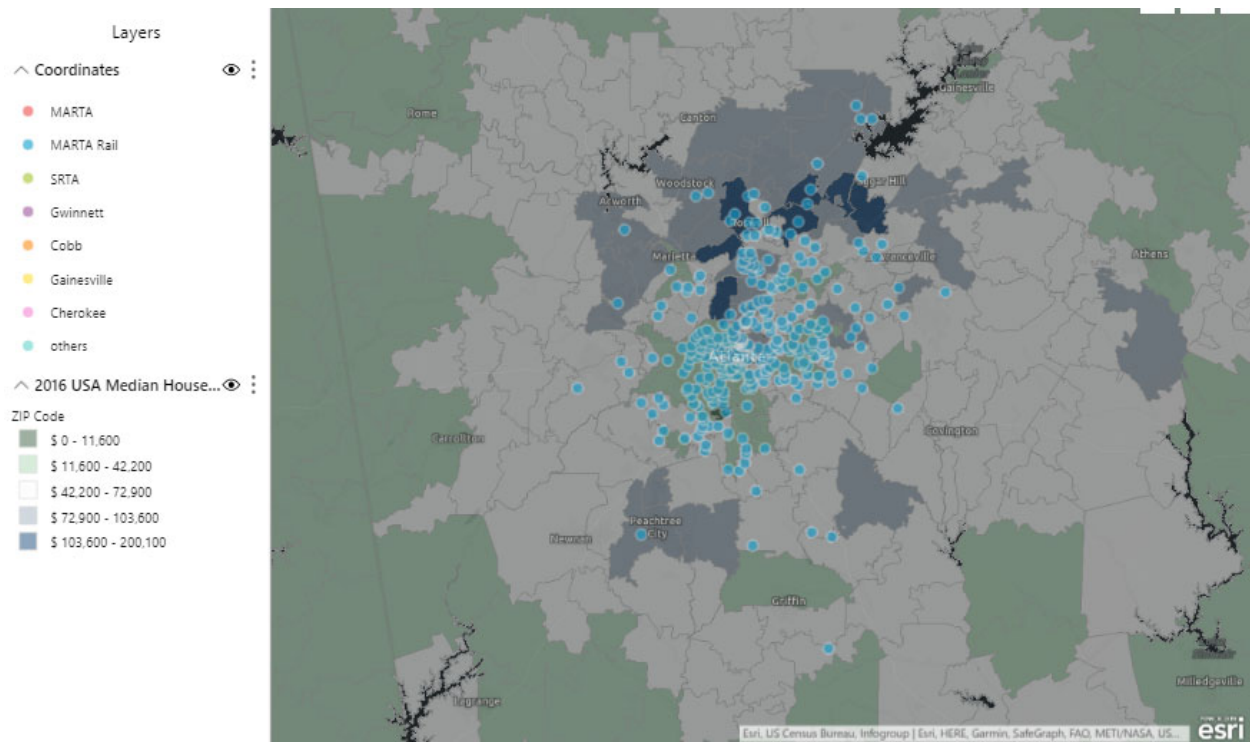 Layers
Coordinates
MARTA
MARTA Rail
SRTA
Gwinnett
Cobb
Gainesville
Cherokee
others
2016 USA Median House...
ZIP Code
$ 0 - 11,600
$ 11,600 - 42,200
$ 42,200 - 72,900
$ 72,900 - 103,600
$ 103,600 - 200,100
Gainesville
Rome
Canton
Woodstock
Acworth
Marietta
Athens
Carrollton
Covington
Peachtree
City
Newnan
Griffin
Milledgeville
Lagrange
Esri, US Census Bureau, Infogroup | Esri, HERE, Garmin, SafeGraph, FAO, METI/NASA, US...
esri